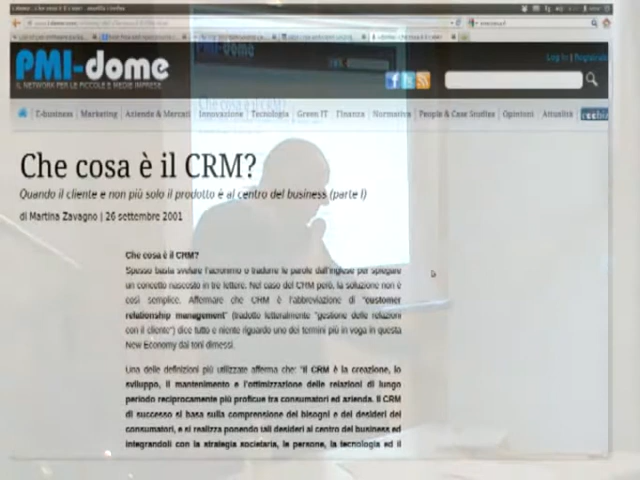 PMI-dome
IL NETWORK PER LE PICCOLE E MEDIE IMPRESE
Log In | Registrati
E-business | Marketing | Aziende & Mercati | Innovazione | Tecnologia | Green IT | Finanza | Normativa | People & Case Studies | Opinioni | Attualità
Che cosa è il CRM?
Quando il cliente e non più solo il prodotto è al centro del business (parte I)
di Martina Zavagno | 26 settembre 2001
Che cosa è il CRM?
Spesso basta svelare l'acronimo o tradurre le parole dall'inglese per spiegare
un concetto nascosto in tre lettere. Nel caso del CRM però, la soluzione non è
così semplice. Affermare che CRM è l'abbreviazione di "customer
relationship management" (tradotto letteralmente "gestione delle relazioni
con il cliente") dice tutto e niente riguardo uno dei termini più in voga in questa
New Economy dai toni dimessi.
Una delle definizioni più utilizzate afferma che: "Il CRM è la creazione, lo
sviluppo, il mantenimento e l'ottimizzazione delle relazioni di lungo
periodo reciprocamente più proficue tra consumatori ed azienda. Il CRM
di successo si basa sulla comprensione dei bisogni e dei desideri dei
consumatori, e si realizza ponendo tali desideri al centro del business ed
integrandoli con la strategia societaria, le persone, la tecnologia ed il